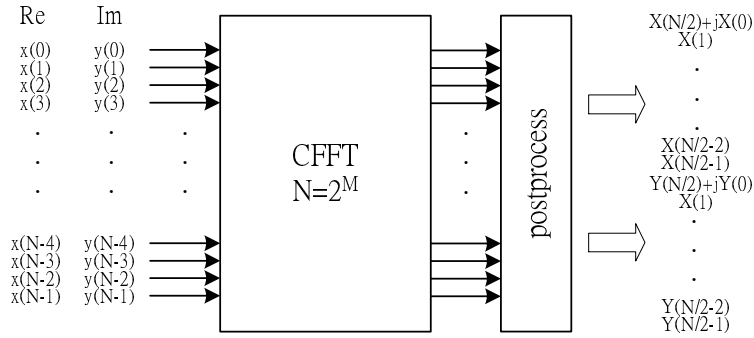 Re Im
x(0) y(0)
x(1) y(1)
x(2) y(2)
x(3) y(3)
x(N-4) y(N-4)
x(N-3) y(N-3)
x(N-2) y(N-2)
x(N-1) y(N-1)
CFFT
N=2^M
postprocess
X(N/2)+jX(0)
X(1)
X(N/2-2)
X(N/2-1)
Y(N/2)+jY(0)
X(1)
Y(N/2-2)
Y(N/2-1)